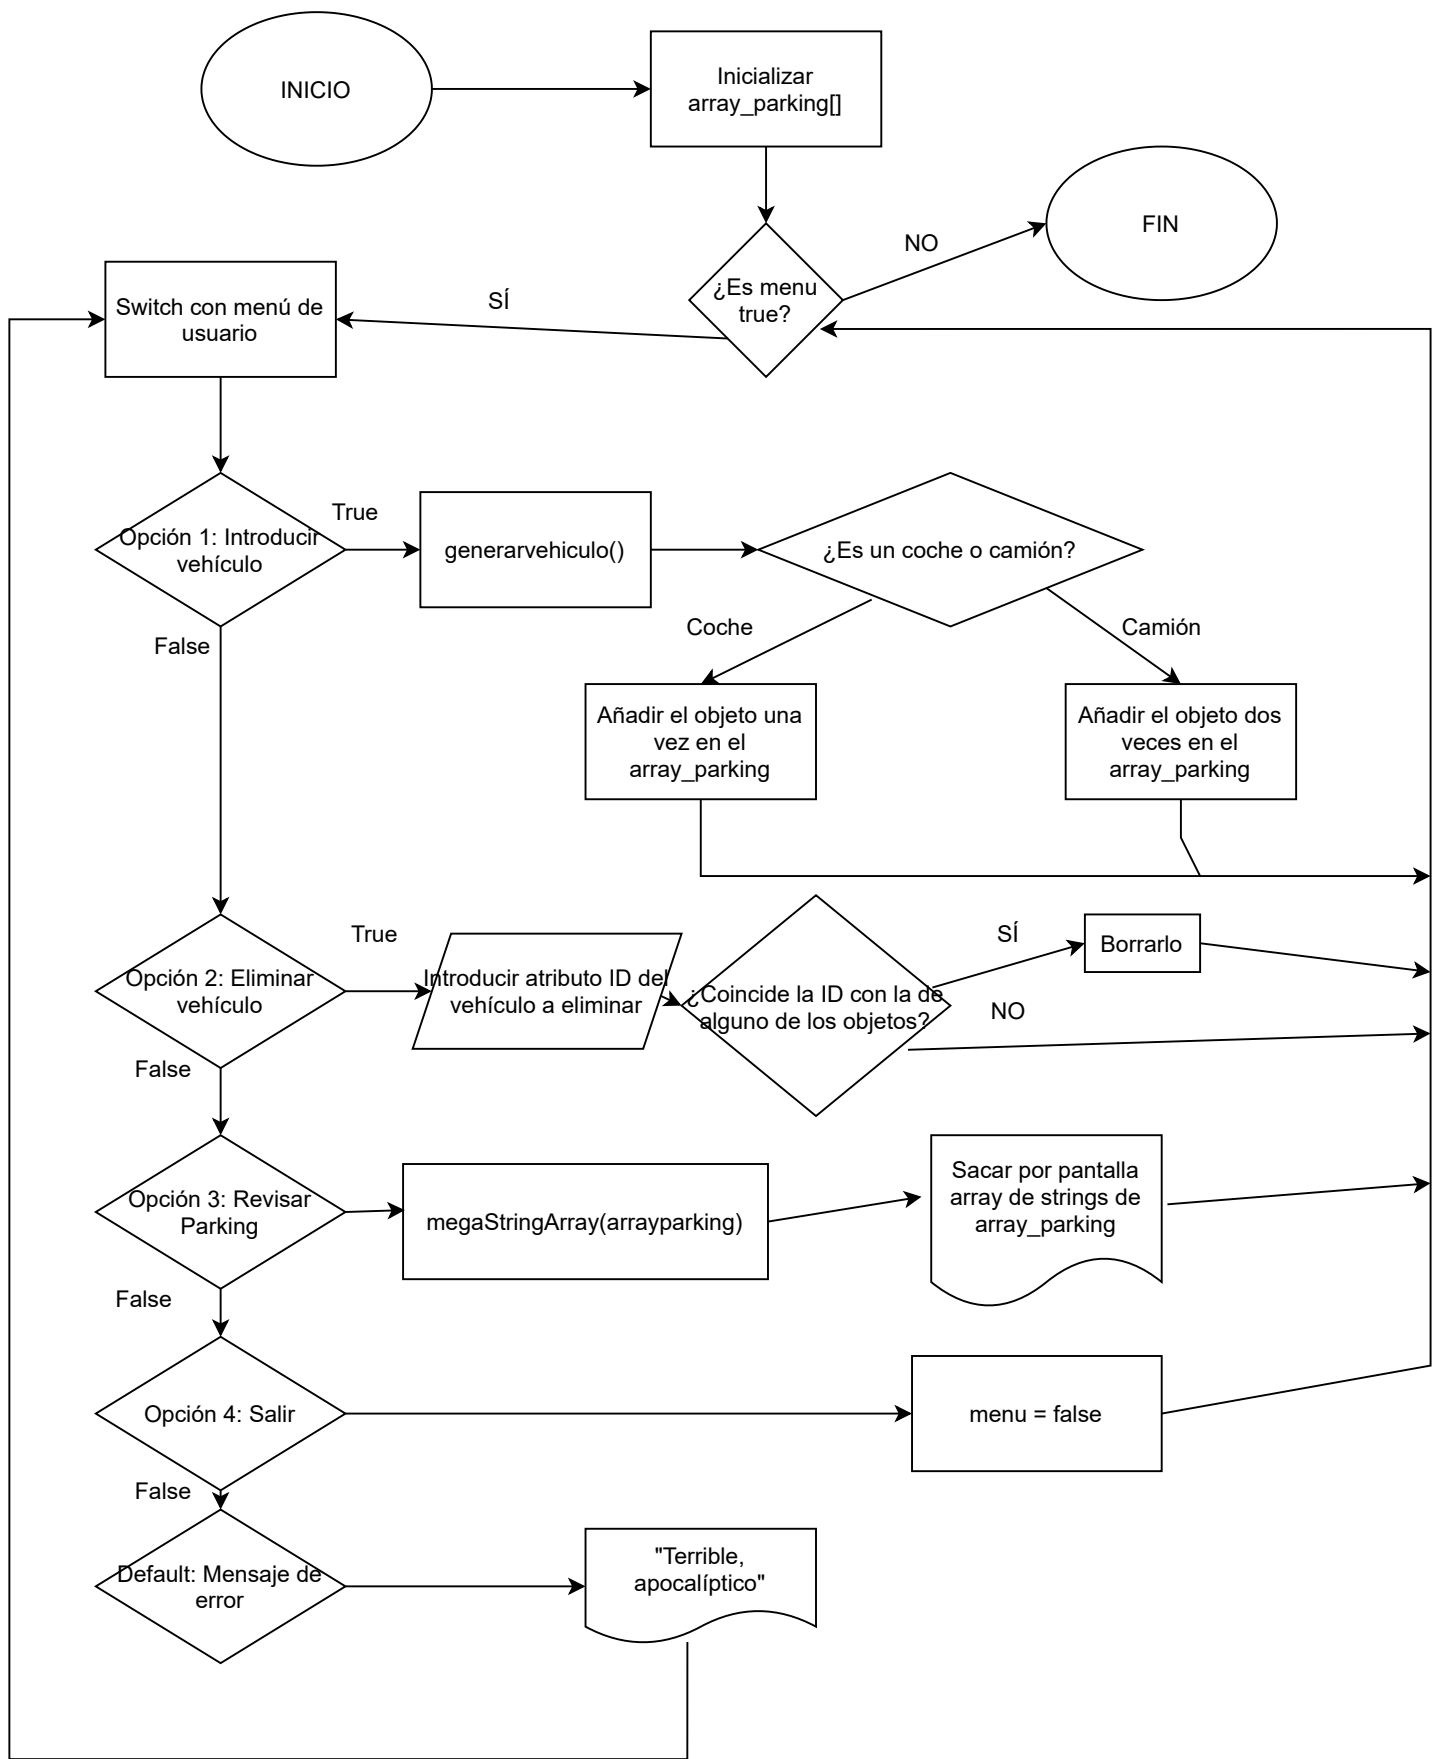 INICIO
Inicializar
array_parking[]
FIN
NO
¿Es menu
true?
SÍ
Switch con menú de
usuario
Opción 1: Introducir
vehículo
True
generarvehiculo()
¿Es un coche o camión?
False
Coche
Camión
Añadir el objeto una
vez en el
array_parking
Añadir el objeto dos
veces en el
array_parking
Opción 2: Eliminar
vehículo
True
Introducir atributo ID del
vehículo a eliminar
¿Coincide la ID con la de
alguno de los objetos?
SÍ
Borrarlo
NO
False
Opción 3: Revisar
Parking
megaStringArray(arrayparking)
Sacar por pantalla
array de strings de
array_parking
False
Opción 4: Salir
menu = false
False
Default: Mensaje de
error
"Terrible,
apocalíptico"